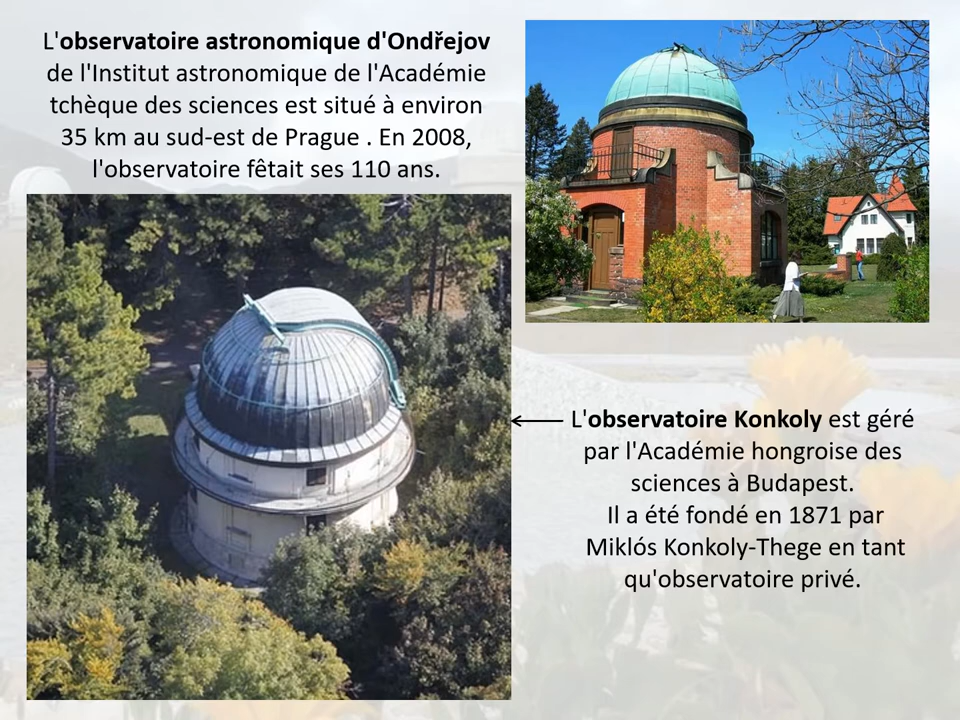 L'observatoire astronomique d'Ondřejov
de l'Institut astronomique de l'Académie
tchèque des sciences est situé à environ
35 km au sud-est de Prague . En 2008,
l'observatoire fêtait ses 110 ans.
L'observatoire Konkoly est géré
par l'Académie hongroise des
sciences à Budapest.
Il a été fondé en 1871 par
Miklós Konkoly-Thege en tant
qu'observatoire privé.